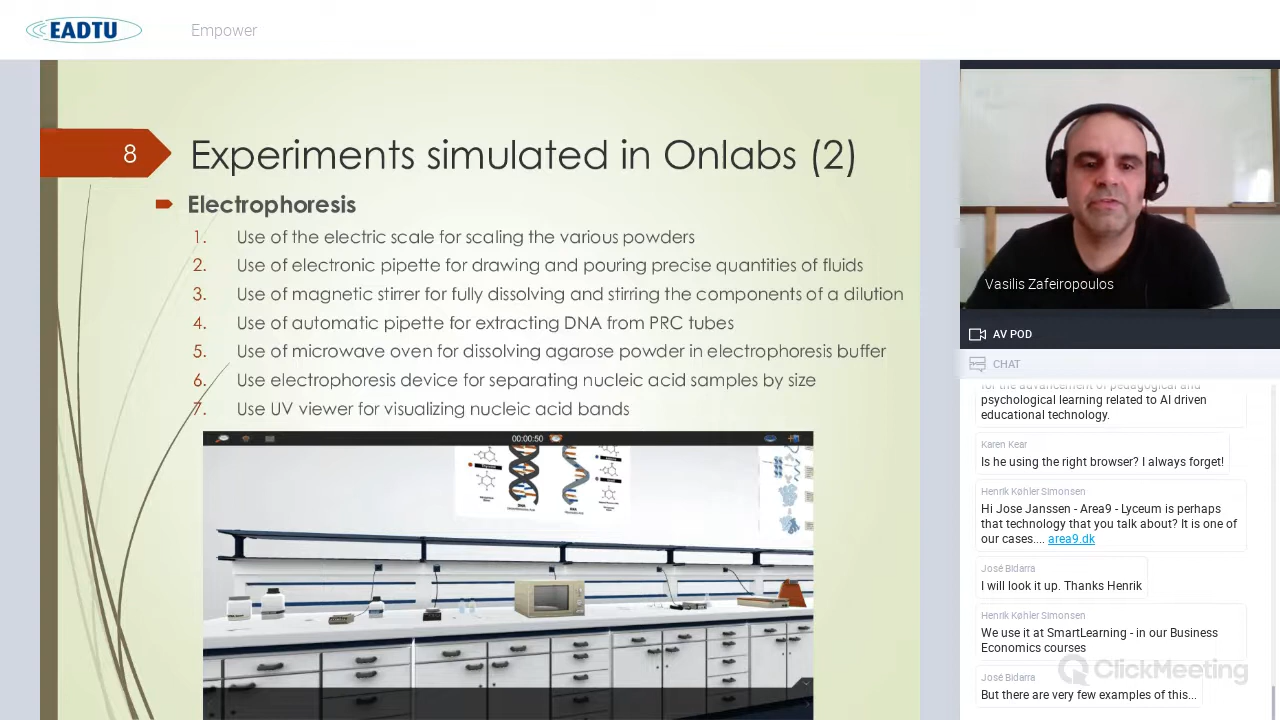 EADTU
Empower
8
Experiments simulated in Onlabs (2)
Electrophoresis
1. Use of the electric scale for scaling the various powders
2. Use of electronic pipette for drawing and pouring precise quantities of fluids
3. Use of magnetic stirrer for fully dissolving and stirring the components of a dilution
4. Use of automatic pipette for extracting DNA from PRC tubes
5. Use of microwave oven for dissolving agarose powder in electrophoresis buffer
6. Use electrophoresis device for separating nucleic acid samples by size
7. Use UV viewer for visualizing nucleic acid bands
00:00:50
Vasilis Zafeiropoulos
AV POD
CHAT
for the advancement of pedagogical and
psychological learning related to AI driven
educational technology.
Karen Kear
Is he using the right browser? I always forget!
Henrik Køhler Simonsen
Hi Jose Janssen - Area9 - Lyceum is perhaps
that technology that you talk about? It is one of
our cases.... area9.dk
José Bidarra
I will look it up. Thanks Henrik
Henrik Køhler Simonsen
We use it at SmartLearning - in our Business
Economics courses
ClickMeeting
José Bidarra
But there are very few examples of this...